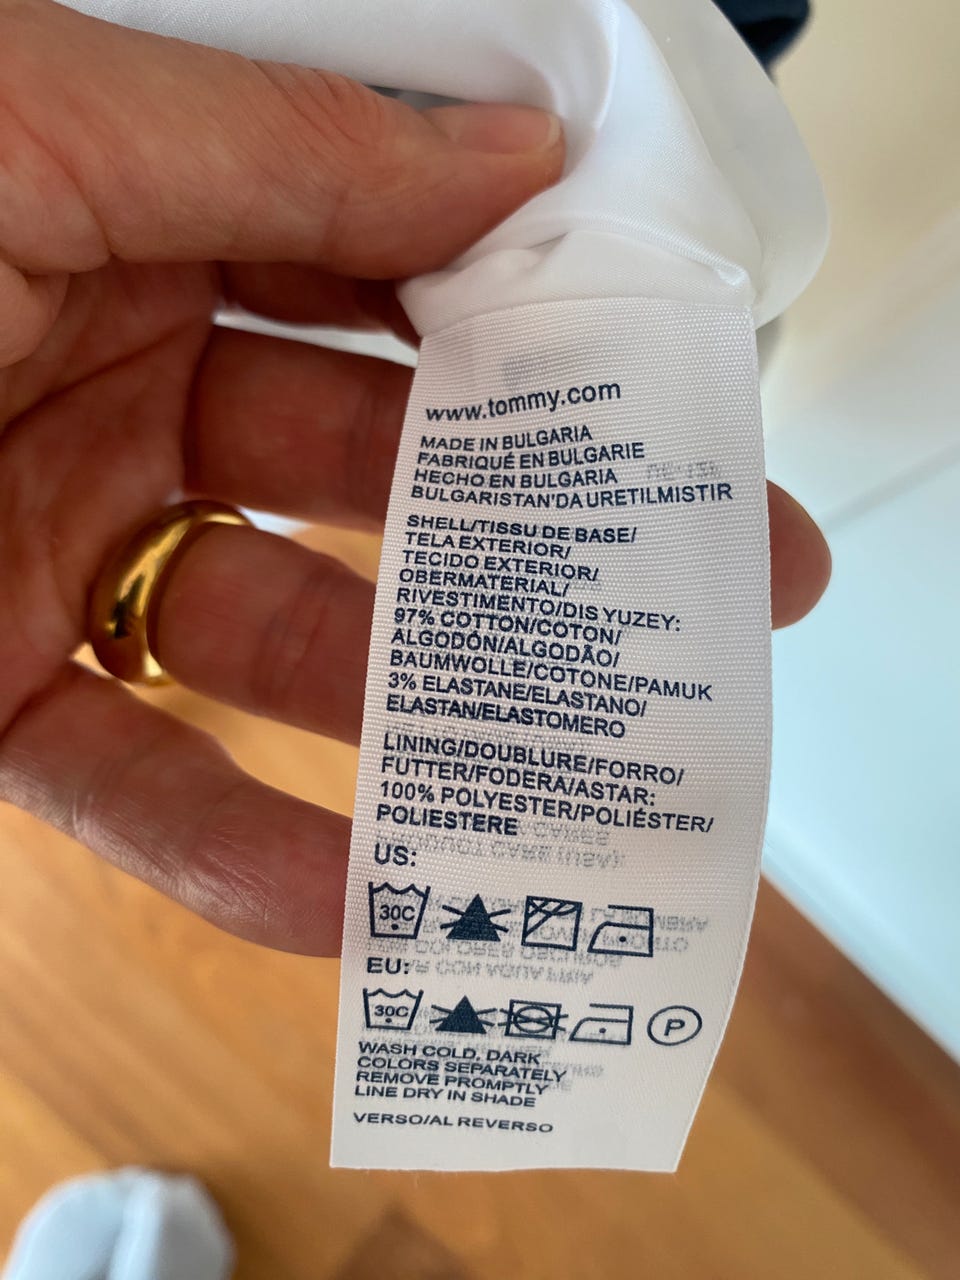 www.tommy.com
MADE IN BULGARIA
FABRIQUÉ EN BULGARIE
HECHO EN BULGARIA
BULGARISTAN'DA URETILMISTIR
SHELL/TISSU DE BASE/
TELA EXTERIOR/
TECIDO EXTERIOR/
OBERMATERIAL/
RIVESTIMENTO/DIS YUZEY:
97% COTTON/COTON/
ALGODÓN/ALGODÃO/
BAUMWOLLE/COTONE/PAMUK
3% ELASTANE/ELASTANO/
ELASTAN/ELASTOMERO
LINING/DOUBLURE/FORRO/
FUTTER/FODERA/ASTAR:
100% POLYESTER/POLIÉSTER/
POLIESTERE
US:
30C
EU:
30C P
WASH COLD, DARK
COLORS SEPARATELY
REMOVE PROMPTLY
LINE DRY IN SHADE
VERSO/AL REVERSO